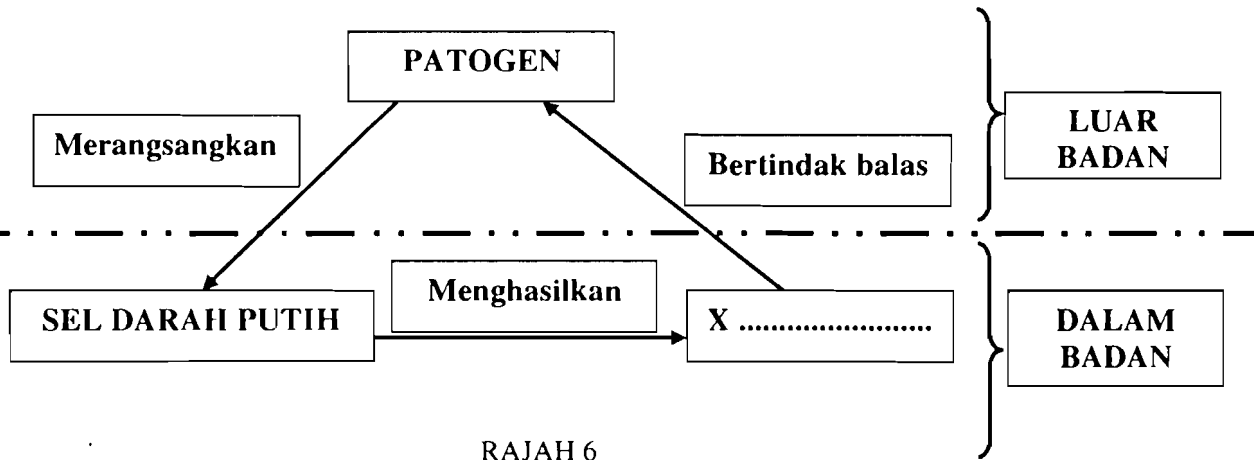 PATOGEN
Merangsangkan
Bertindak balas
LUAR
BADAN
SEL DARAH PUTIH
Menghasilkan
X ........................
DALAM
BADAN
RAJAH 6